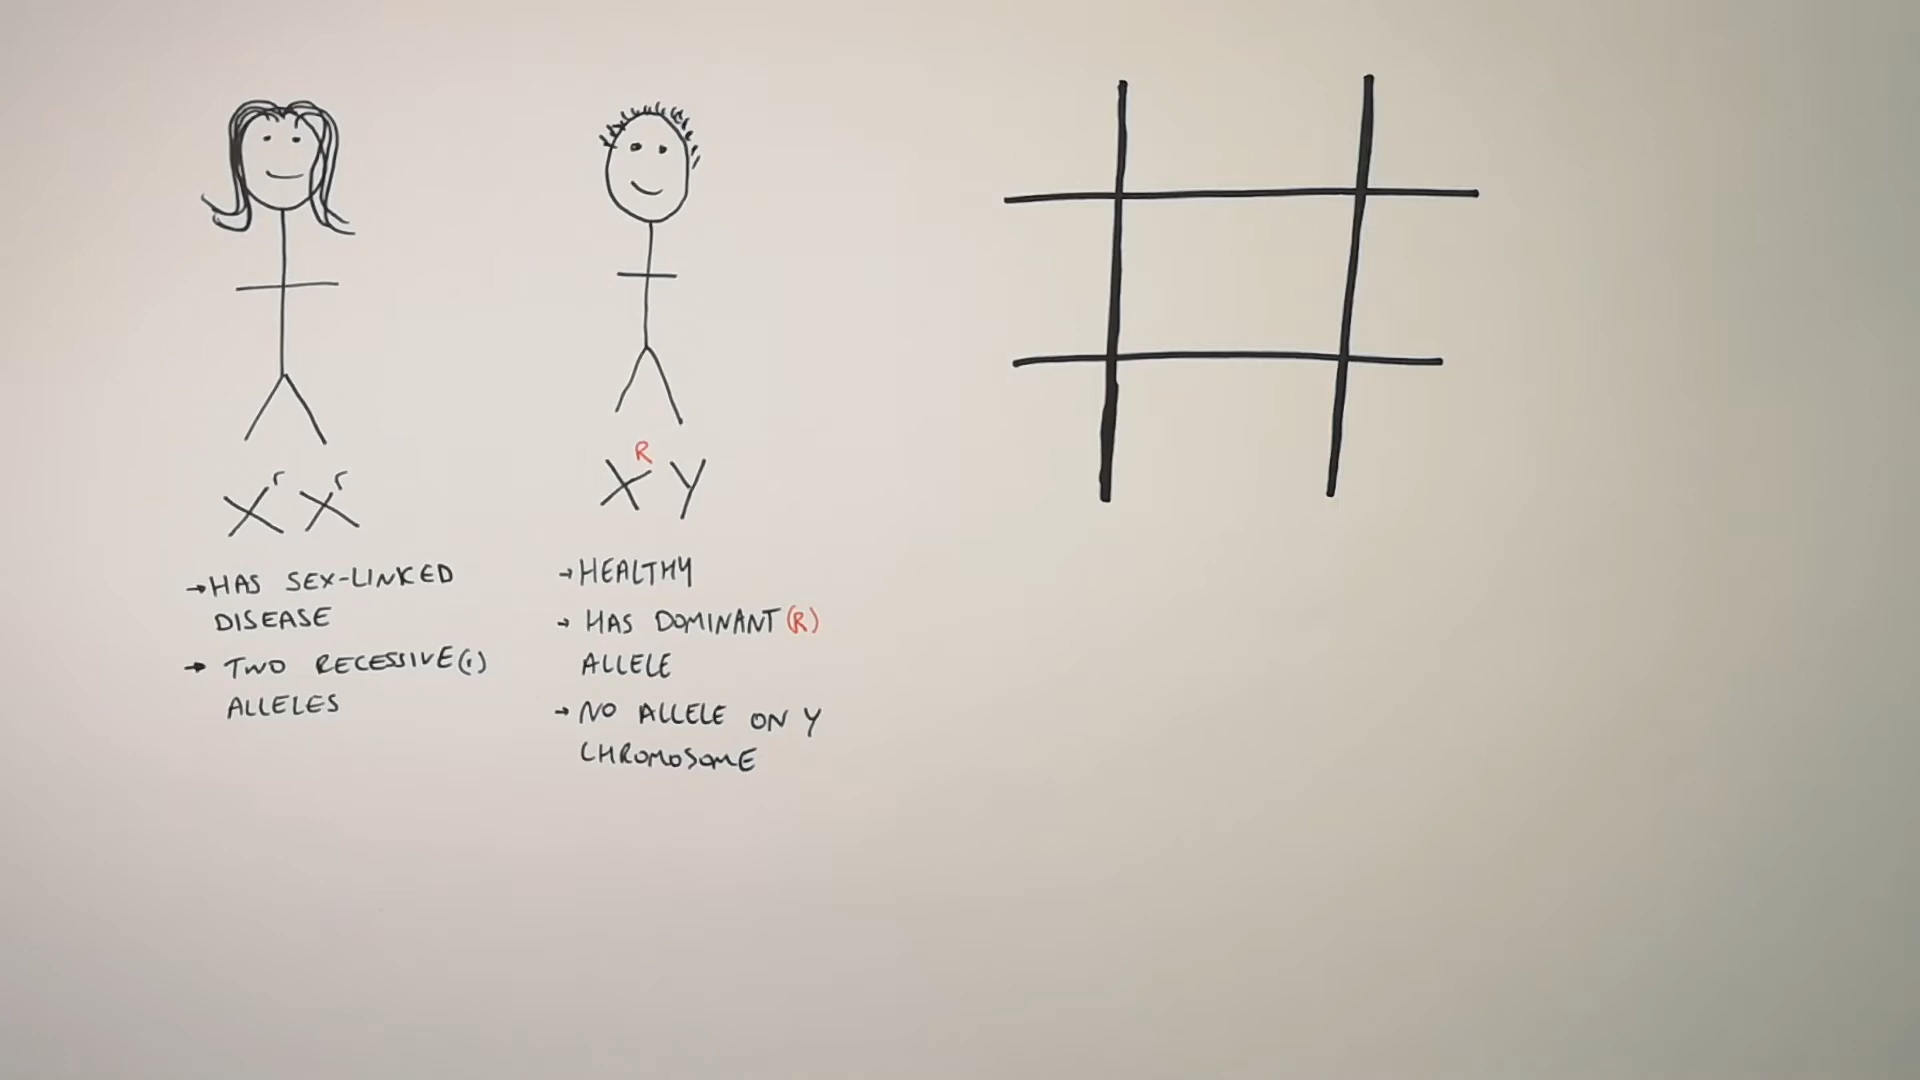 X^r X^r
→HAS SEX-LINKED
DISEASE
→ TWO RECESSIVE(r)
ALLELES
X^R Y
→HEALTHY
→ HAS DOMINANT(R)
ALLELE
→ NO ALLELE ON Y
CHROMOSOME